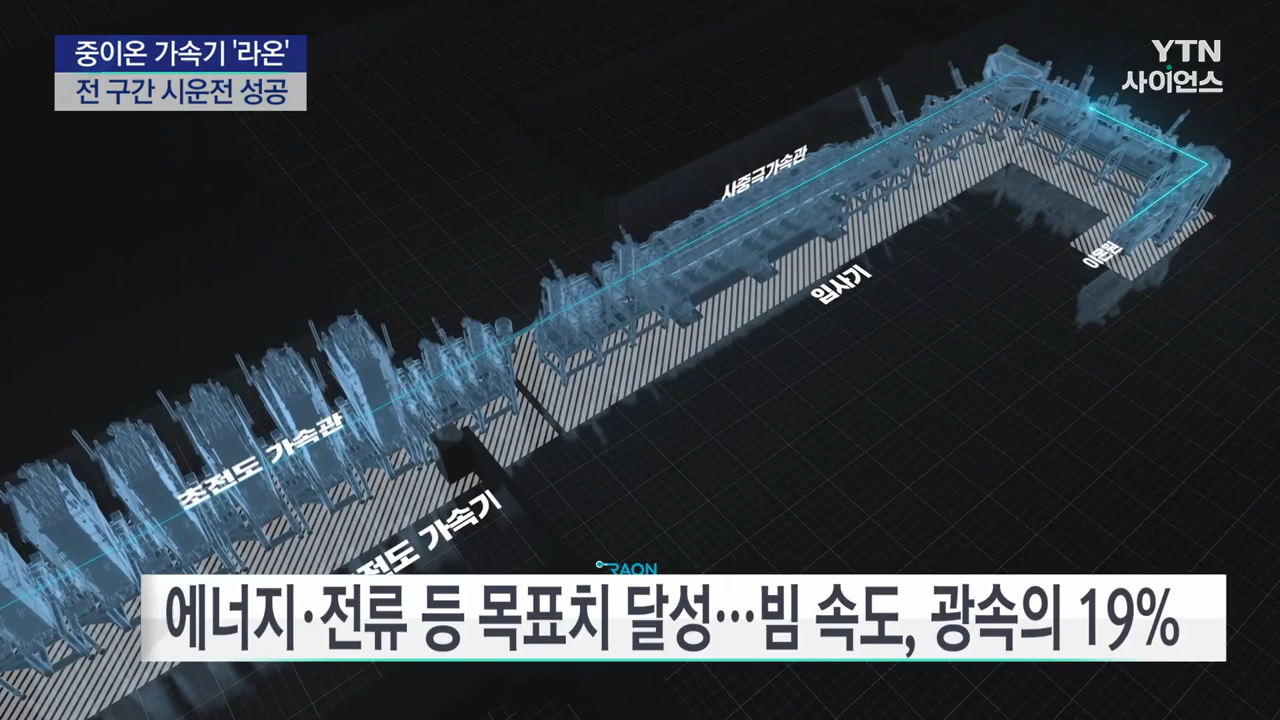 중이온 가속기 '라온'
전 구간 시운전 성공
YTN
사이언스
사중극가속관
입사기
이온원
초전도 가속관
전도 가속기
RAON
에너지·전류 등 목표치 달성…빔 속도, 광속의 19%